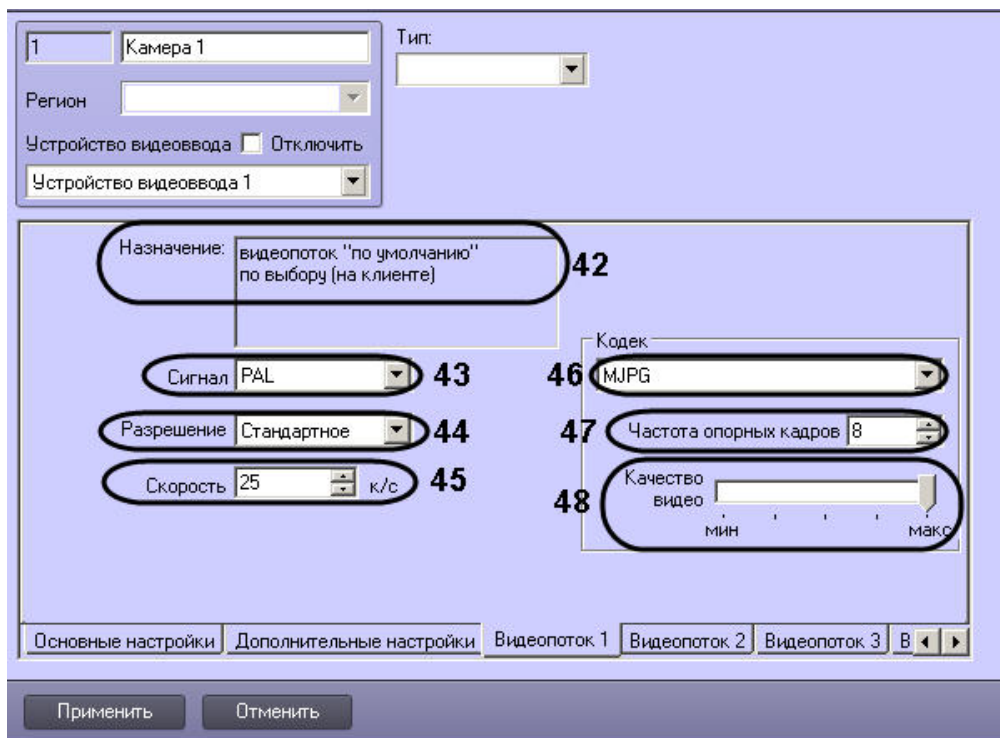 1 Камера 1
Тип:
Регион
Устройство видеоввода Отключить
Устройство видеоввода 1
Назначение: видеопоток "по умолчанию"
по выбору (на клиенте)
42
Кодек
Сигнал PAL 43
46 MJPG
Разрешение Стандартное 44
47 Частота опорных кадров 8
Скорость 25 к/с 45
48 Качество
видео
мин макс
Основные настройки Дополнительные настройки Видеопоток 1 Видеопоток 2 Видеопоток 3 В
Применить Отменить